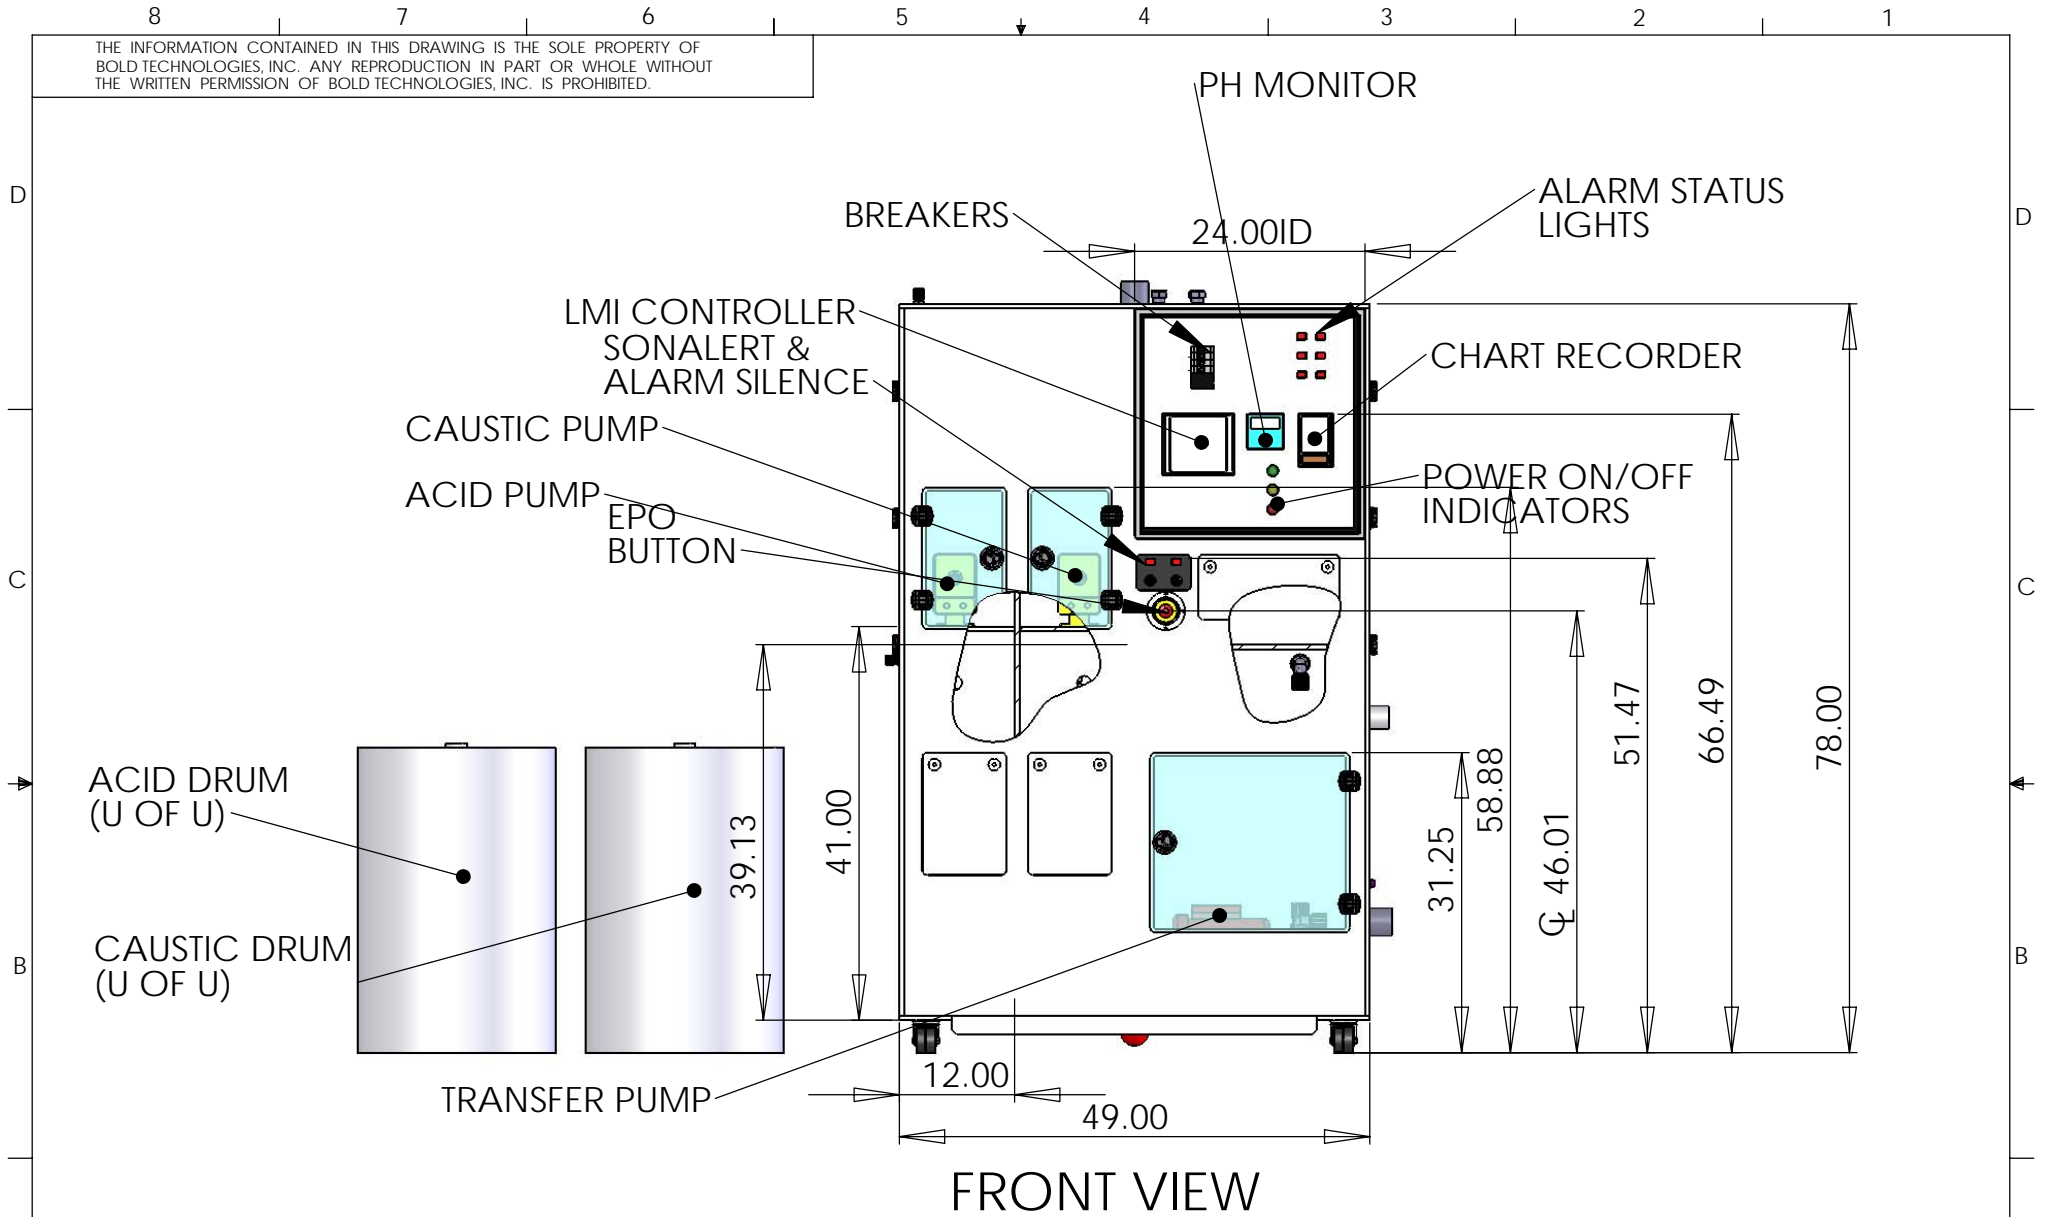 8 7 6 5 4 3 2 1
THE INFORMATION CONTAINED IN THIS DRAWING IS THE SOLE PROPERTY OF
BOLD TECHNOLOGIES, INC. ANY REPRODUCTION IN PART OR WHOLE WITHOUT
THE WRITTEN PERMISSION OF BOLD TECHNOLOGIES, INC. IS PROHIBITED.
PH MONITOR
D
ALARM STATUS
LIGHTS
D
BREAKERS
24.00ID
LMI CONTROLLER
SONALERT &
ALARM SILENCE
CHART RECORDER
CAUSTIC PUMP
ACID PUMP
EPO
BUTTON
POWER ON/OFF
INDICATORS
C
C
39.13
41.00
31.25
58.88
℄ 46.01
51.47
66.49
78.00
ACID DRUM
(U OF U)
CAUSTIC DRUM
(U OF U)
B
B
TRANSFER PUMP
12.00
49.00
FRONT VIEW